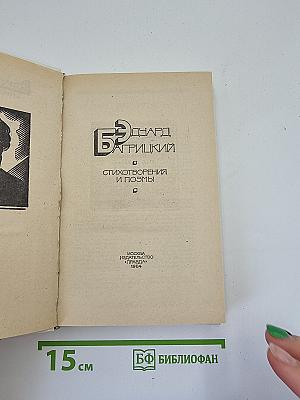 Эдуард
Багрицкий
СТИХОТВОРЕНИЯ
И ПОЭМЫ
МОСКВА
ИЗДАТЕЛЬСТВО
«ПРАВДА»
1984
15 см
БФ БИБЛИОФАН